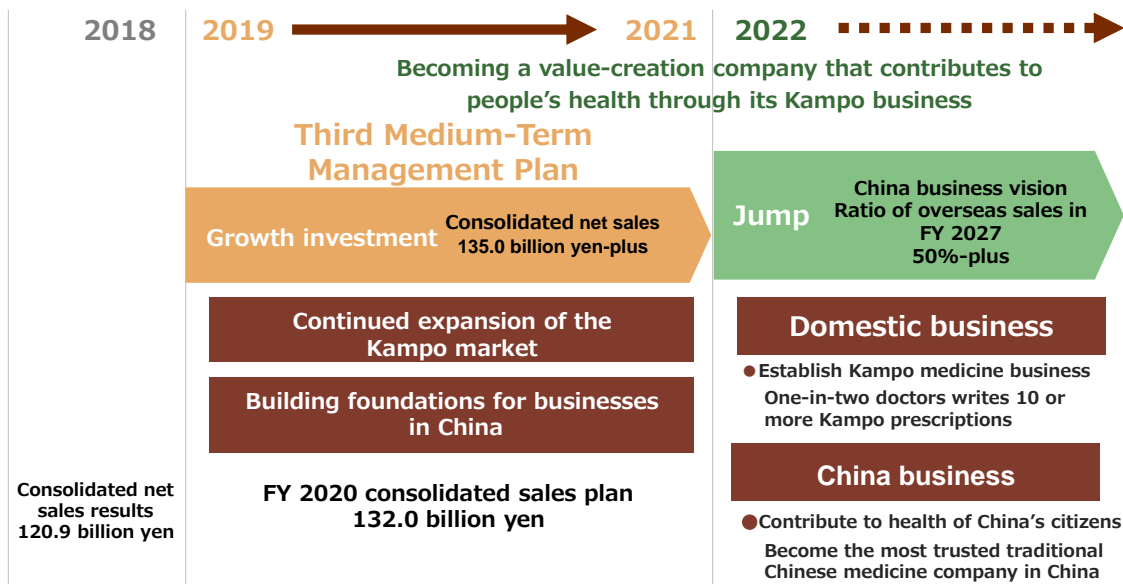 2018
2019
2021
2022
Becoming a value-creation company that contributes to
people's health through its Kampo business
Third Medium-Term
Management Plan
Growth investment
Consolidated net sales
135.0 billion yen-plus
Jump
China business vision
Ratio of overseas sales in
FY 2027
50%-plus
Continued expansion of the
Kampo market
Building foundations for businesses
in China
Consolidated net
sales results
120.9 billion yen
FY 2020 consolidated sales plan
132.0 billion yen
Domestic business
●Establish Kampo medicine business
One-in-two doctors writes 10 or
more Kampo prescriptions
China business
●Contribute to health of China's citizens
Become the most trusted traditional
Chinese medicine company in China